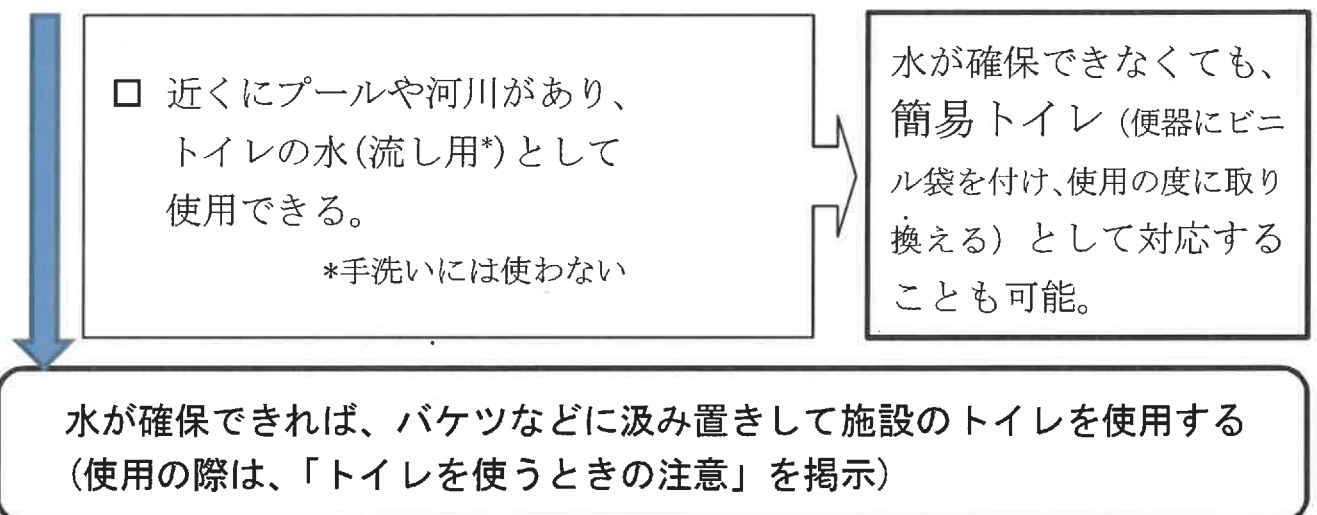 □ 近くにプールや河川があり、
トイレの水(流し用*)として
使用できる。
*手洗いには使わない
水が確保できなくても、
簡易トイレ(便器にビニ
ル袋を付け、使用の度に取り
換える)として対応する
ことも可能。
水が確保できれば、バケツなどに汲み置きして施設のトイレを使用する
(使用の際は、「トイレを使うときの注意」を掲示)